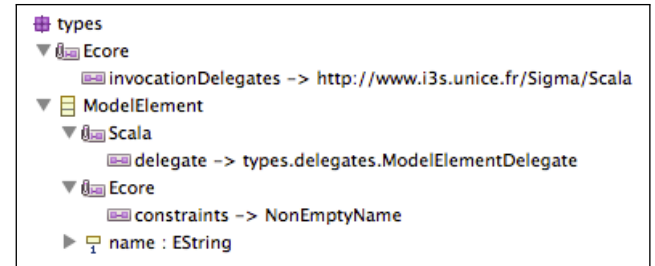 types
Ecore
invocationDelegates -> http://www.i3s.unice.fr/Sigma/Scala
ModelElement
Scala
delegate -> types.delegates.ModelElementDelegate
Ecore
constraints -> NonEmptyName
1 name : EString